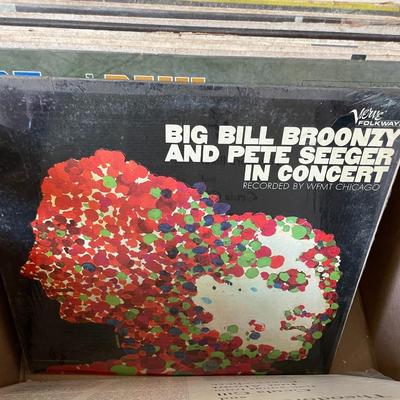 Verve
FOLKWAYS
BIG BILL BROONZY
AND PETE SEEGER
IN CONCERT
RECORDED BY WFMT CHICAGO